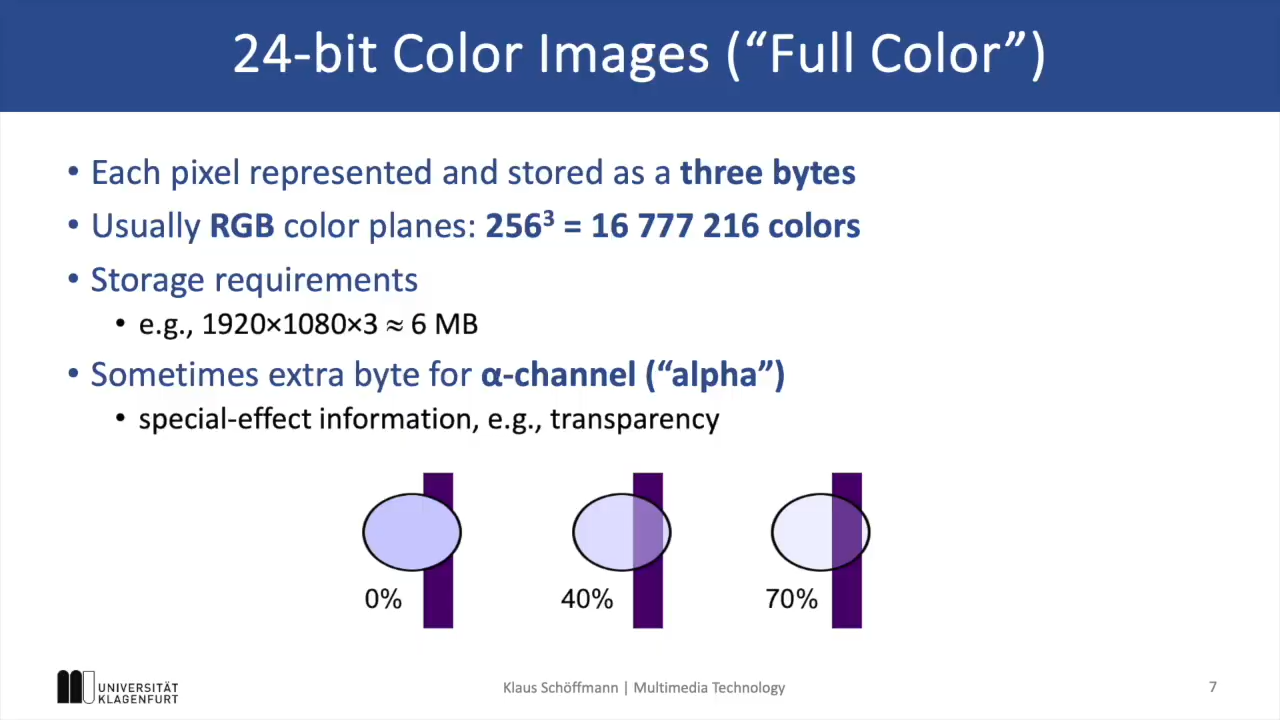 24-bit Color Images (“Full Color”)
• Each pixel represented and stored as a three bytes
• Usually RGB color planes: 256³ = 16 777 216 colors
• Storage requirements
• e.g., 1920×1080×3 ≈ 6 MB
• Sometimes extra byte for α-channel (“alpha”)
• special-effect information, e.g., transparency
0% 40% 70%
UNIVERSITÄT
KLAGENFURT
Klaus Schöffmann | Multimedia Technology
7